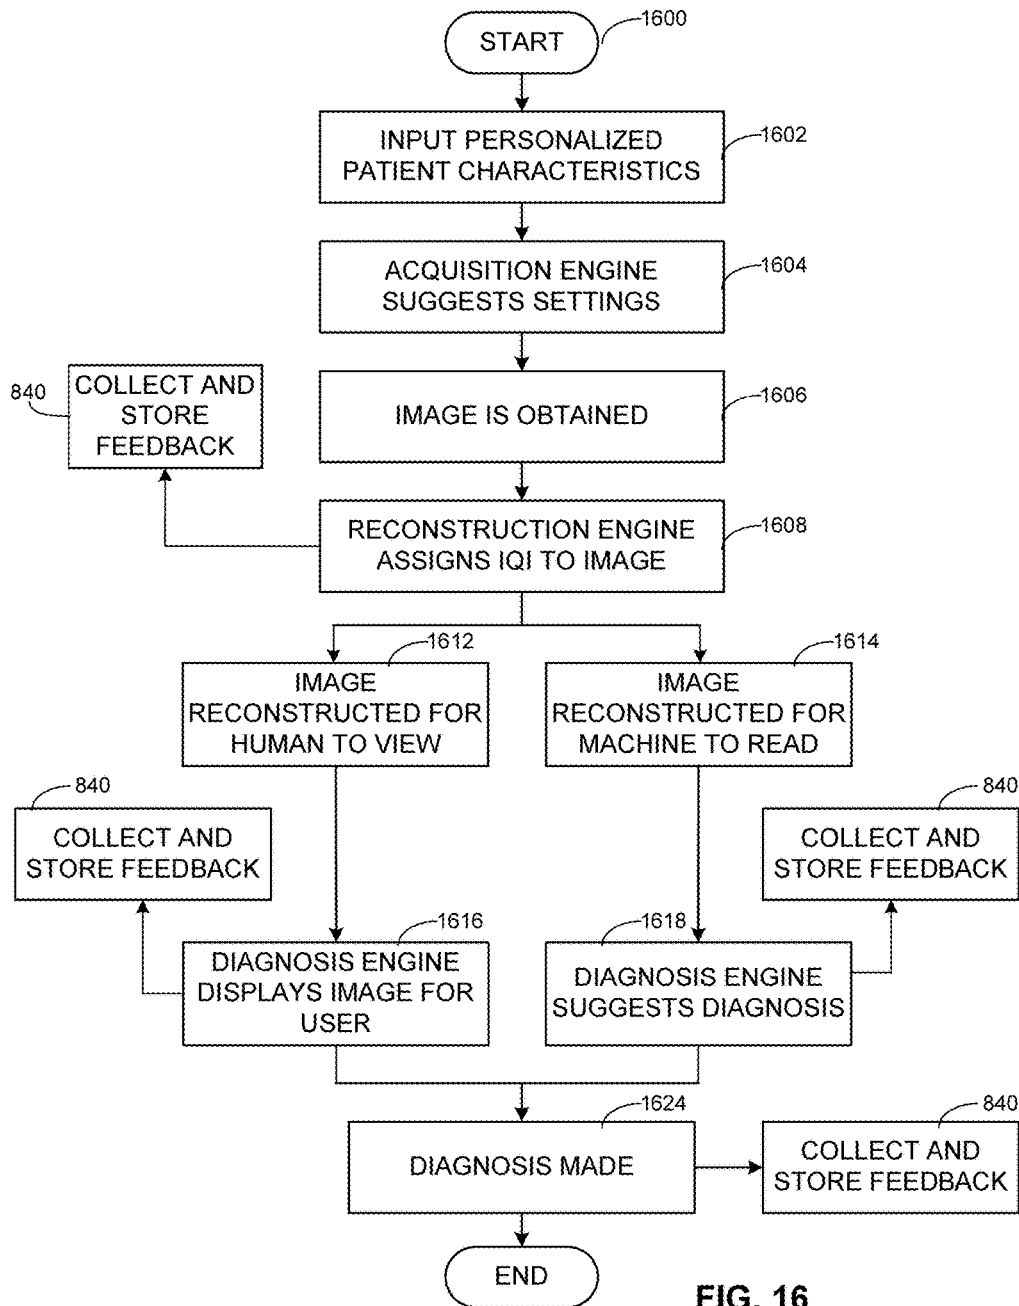 START
1600
INPUT PERSONALIZED
PATIENT CHARACTERISTICS
1602
ACQUISITION ENGINE
SUGGESTS SETTINGS
1604
840
COLLECT AND
STORE
FEEDBACK
IMAGE IS OBTAINED
1606
RECONSTRUCTION ENGINE
ASSIGNS IQI TO IMAGE
1608
1612
IMAGE
RECONSTRUCTED FOR
HUMAN TO VIEW
1614
IMAGE
RECONSTRUCTED FOR
MACHINE TO READ
840
COLLECT AND
STORE FEEDBACK
840
COLLECT AND
STORE FEEDBACK
1616
DIAGNOSIS ENGINE
DISPLAYS IMAGE FOR
USER
1618
DIAGNOSIS ENGINE
SUGGESTS DIAGNOSIS
1624
DIAGNOSIS MADE
840
COLLECT AND
STORE FEEDBACK
END
FIG. 16